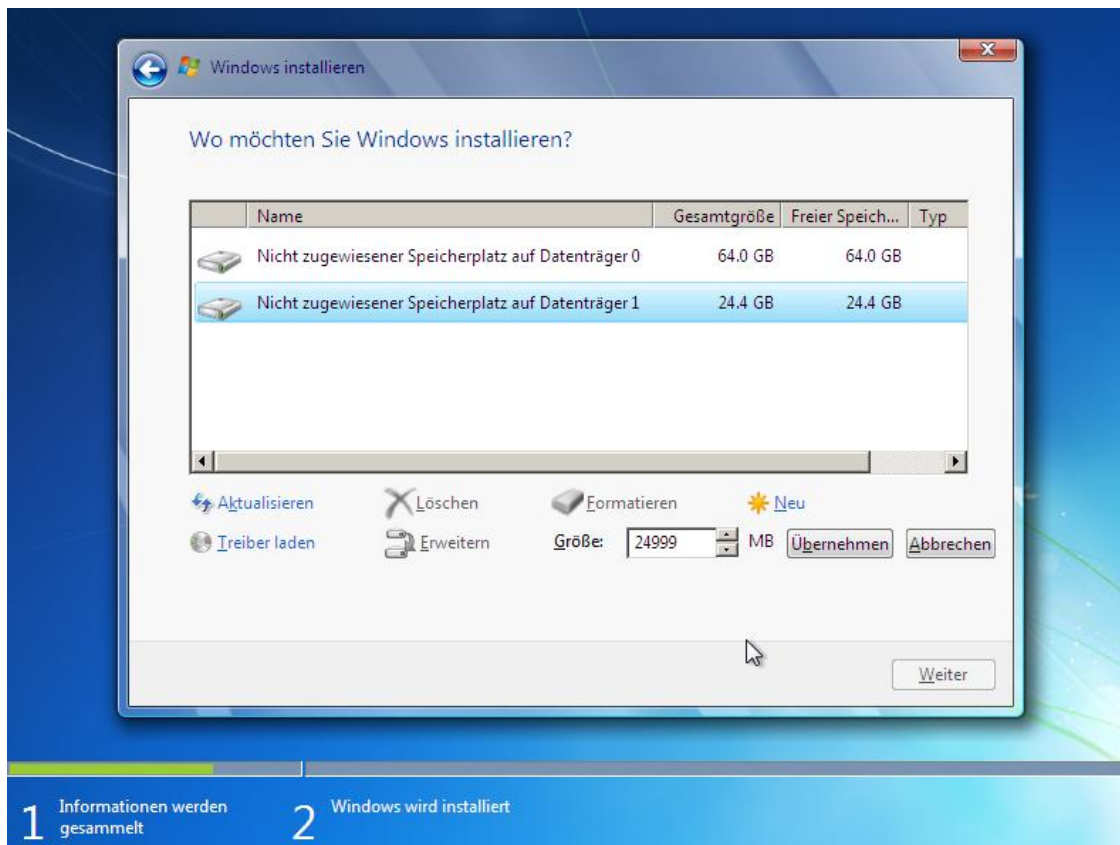 Windows installieren
Wo möchten Sie Windows installieren?
Name Gesamtgröße Freier Speich... Typ
Nicht zugewiesener Speicherplatz auf Datenträger 0 64.0 GB 64.0 GB
Nicht zugewiesener Speicherplatz auf Datenträger 1 24.4 GB 24.4 GB
Aktualisieren Löschen Formatieren Neu
Treiber laden Erweitern Größe: 24999 MB Übernehmen Abbrechen
Weiter
1 Informationen werden gesammelt 2 Windows wird installiert